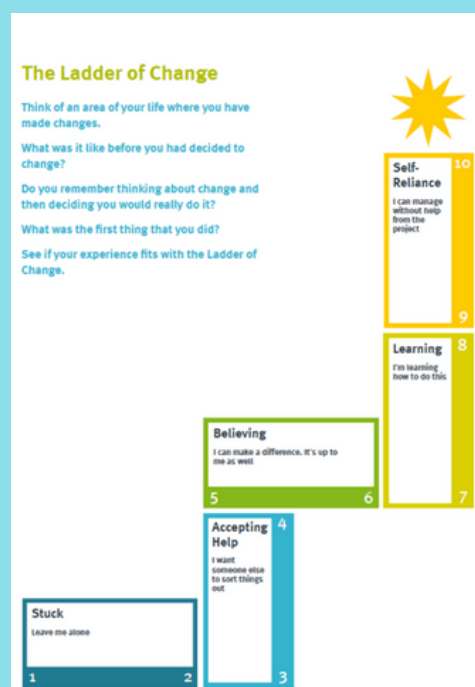 The Ladder of Change
Think of an area of your life where you have
made changes.
What was it like before you had decided to
change?
Do you remember thinking about change and
then deciding you would really do it?
What was the first thing that you did?
See if your experience fits with the Ladder of
Change.
Self-
Reliance
I can manage
without help
from the
project
10
9
Learning
I'm learning
how to do this
8
7
Believing
I can make a difference. It's up to
me as well
5 6
Accepting
Help
I want
someone else
to sort things
out
4
3
Stuck
Leave me alone
1 2